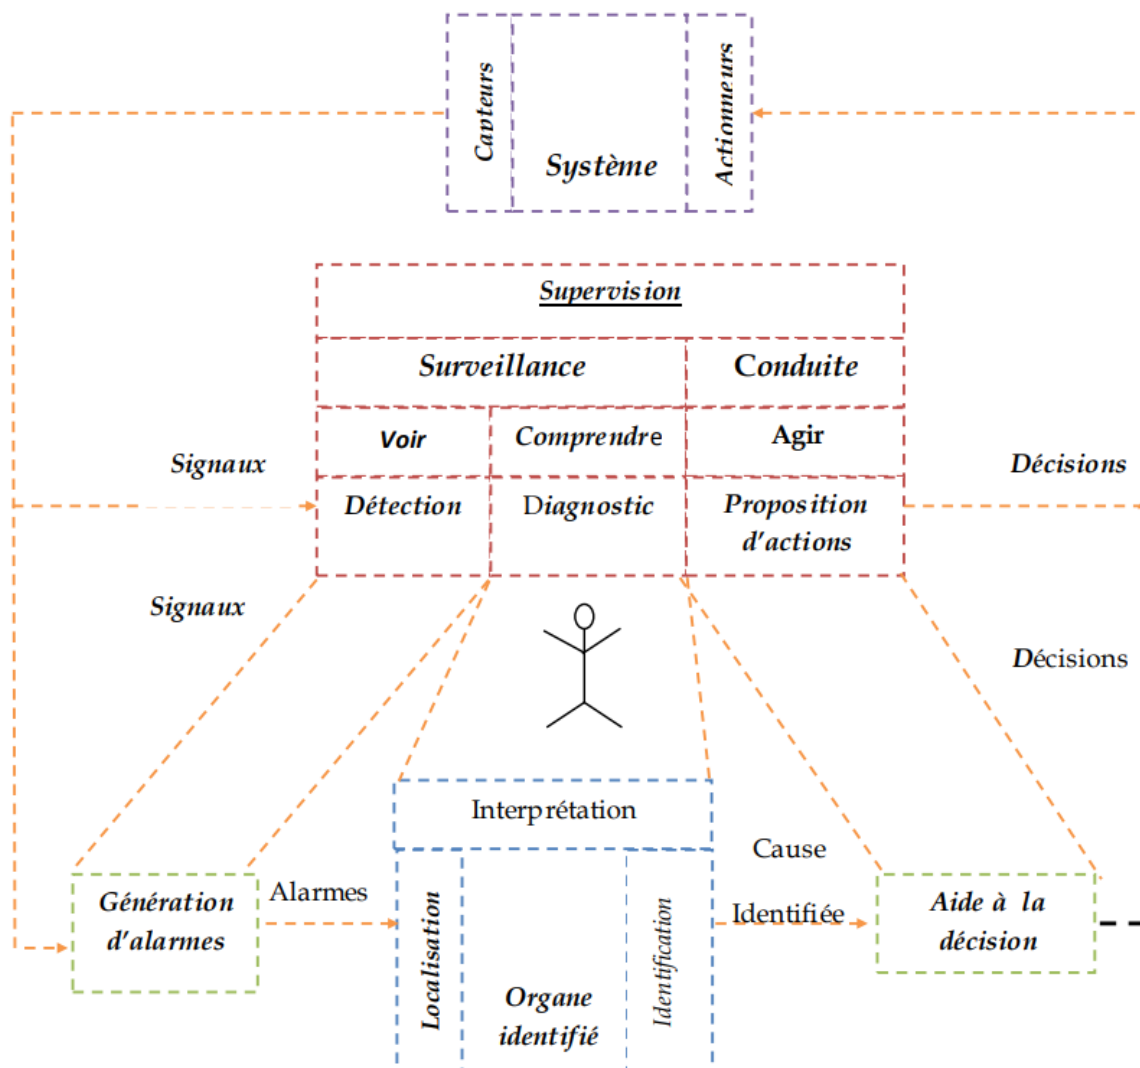 Capteurs
Système
Actionneurs
Supervision
Surveillance
Conduite
Voir
Comprendre
Agir
Signaux
Décisions
Détection
Diagnostic
Proposition
d'actions
Signaux
Décisions
Interprétation
Cause
Génération
d'alarmes
Alarmes
Localisation
Organe
identifié
Identification
Identifiée
Aide à la
décision